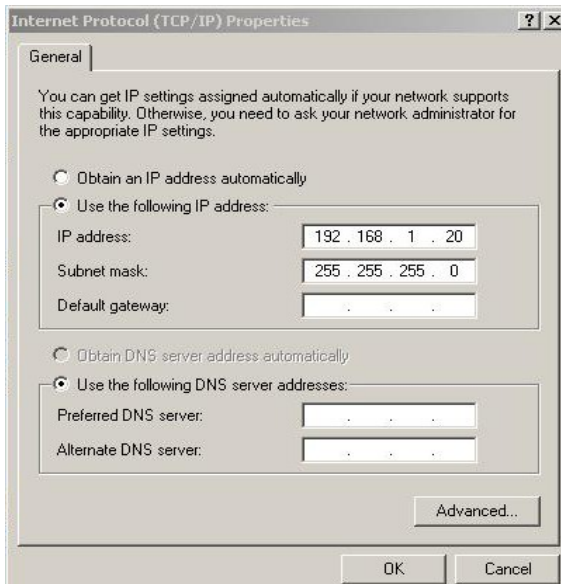 Internet Protocol (TCP/IP) Properties
General
You can get IP settings assigned automatically if your network supports
this capability. Otherwise, you need to ask your network administrator for
the appropriate IP settings.
Obtain an IP address automatically
Use the following IP address:
IP address: 192 . 168 . 1 . 20
Subnet mask: 255 . 255 . 255 . 0
Default gateway: . . .
Obtain DNS server address automatically
Use the following DNS server addresses:
Preferred DNS server: . . .
Alternate DNS server: . . .
Advanced...
OK Cancel